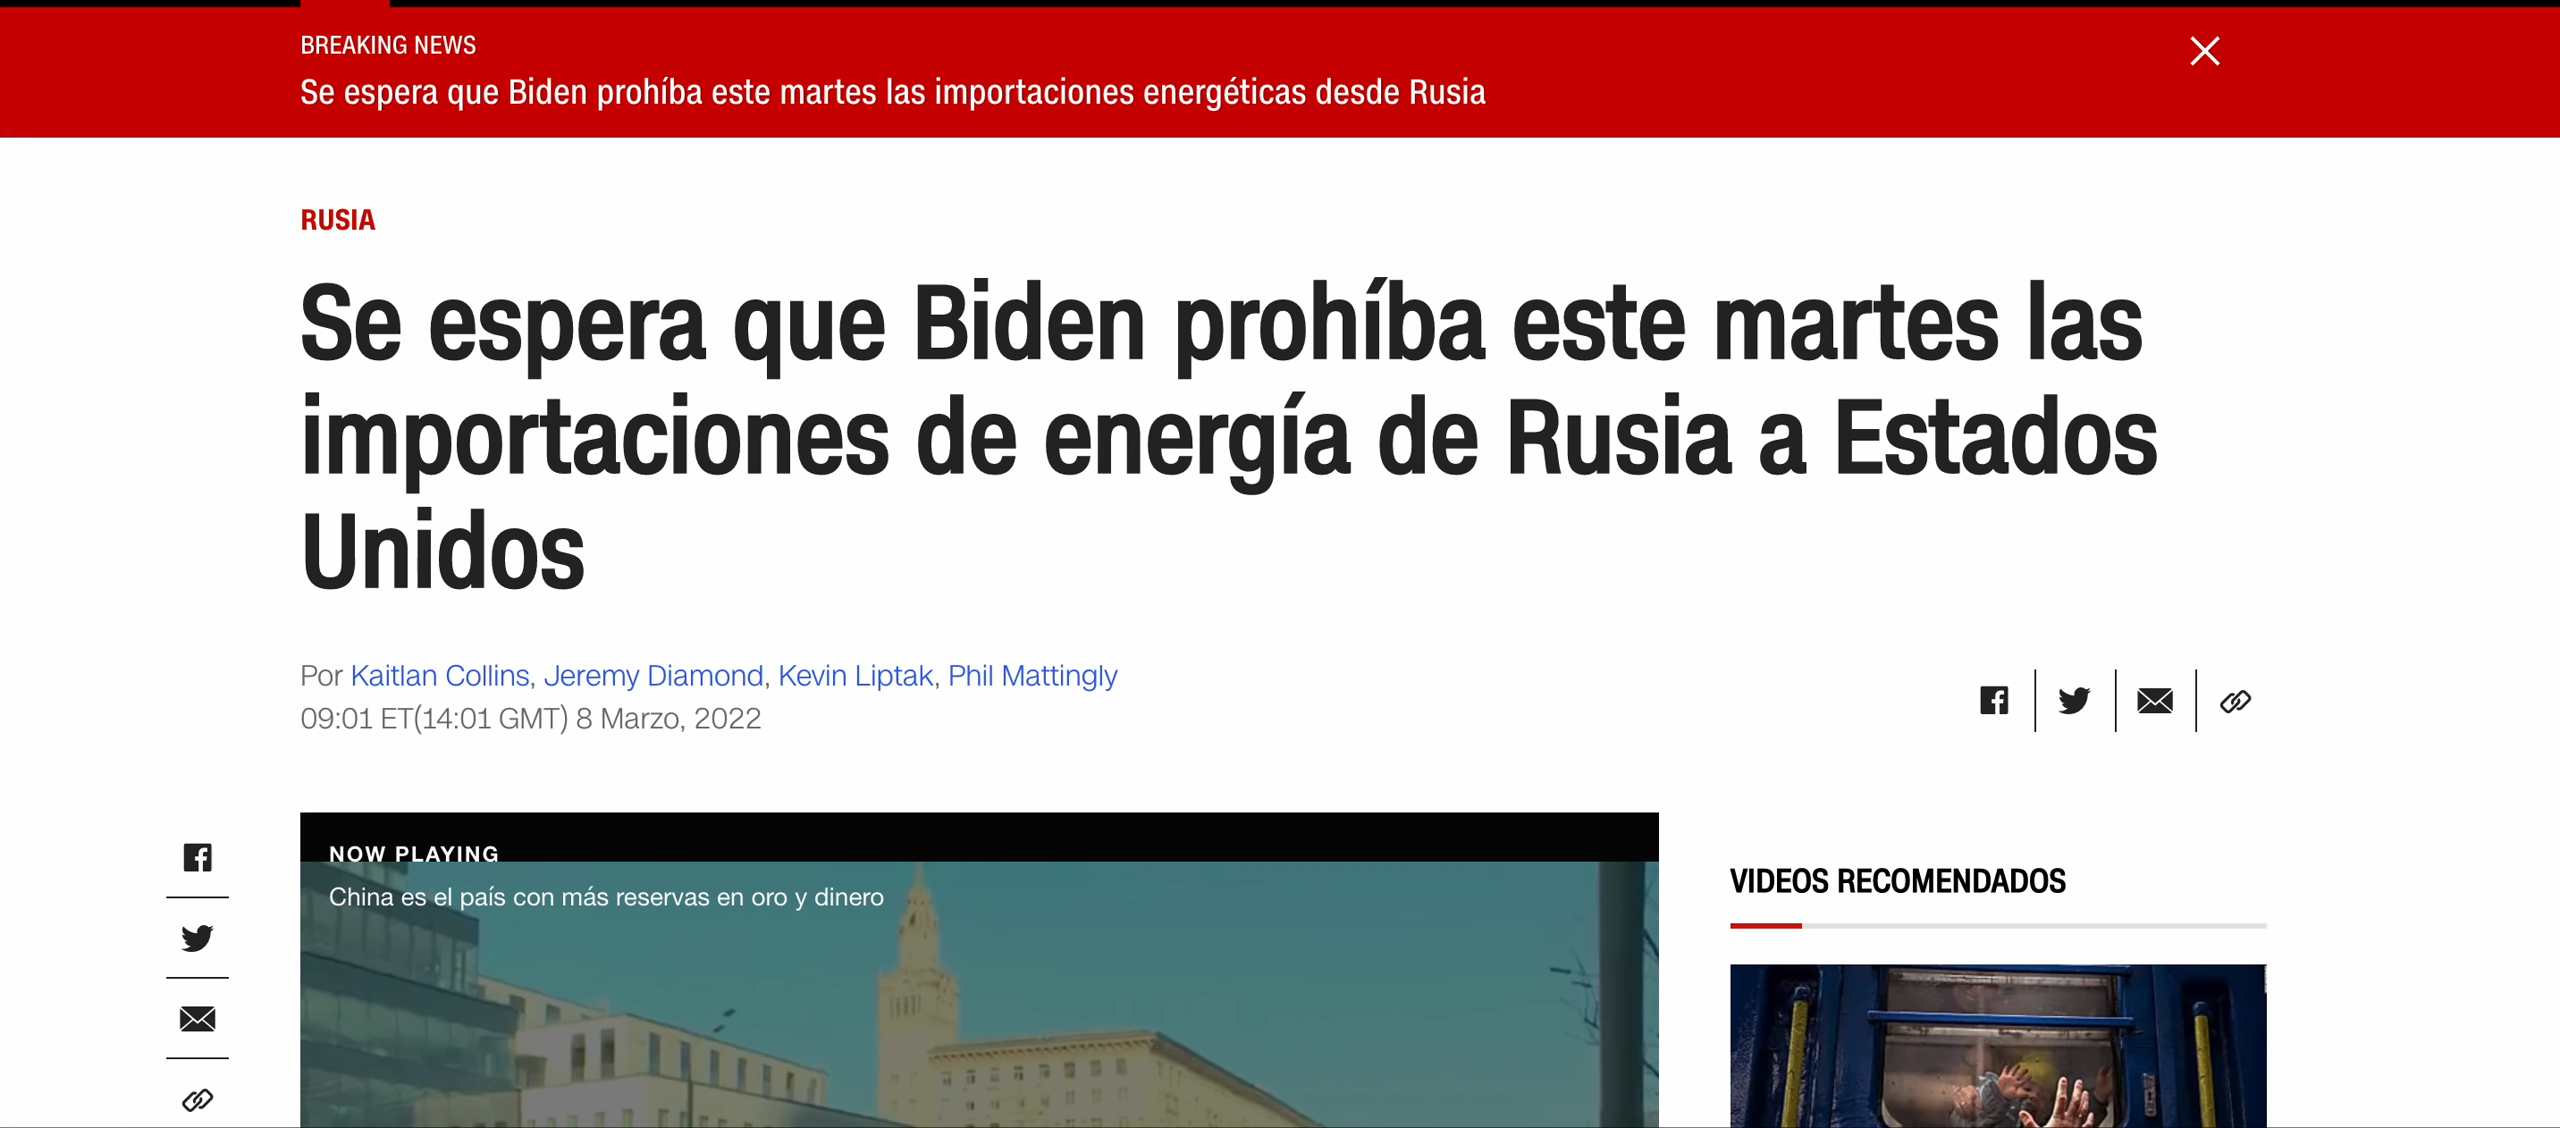 BREAKING NEWS
Se espera que Biden prohíba este martes las importaciones energéticas desde Rusia
RUSIA
Se espera que Biden prohíba este martes las
importaciones de energía de Rusia a Estados
Unidos
Por Kaitlan Collins, Jeremy Diamond, Kevin Liptak, Phil Mattingly
09:01 ET(14:01 GMT) 8 Marzo, 2022
NOW PLAYING
China es el país con más reservas en oro y dinero
VIDEOS RECOMENDADOS